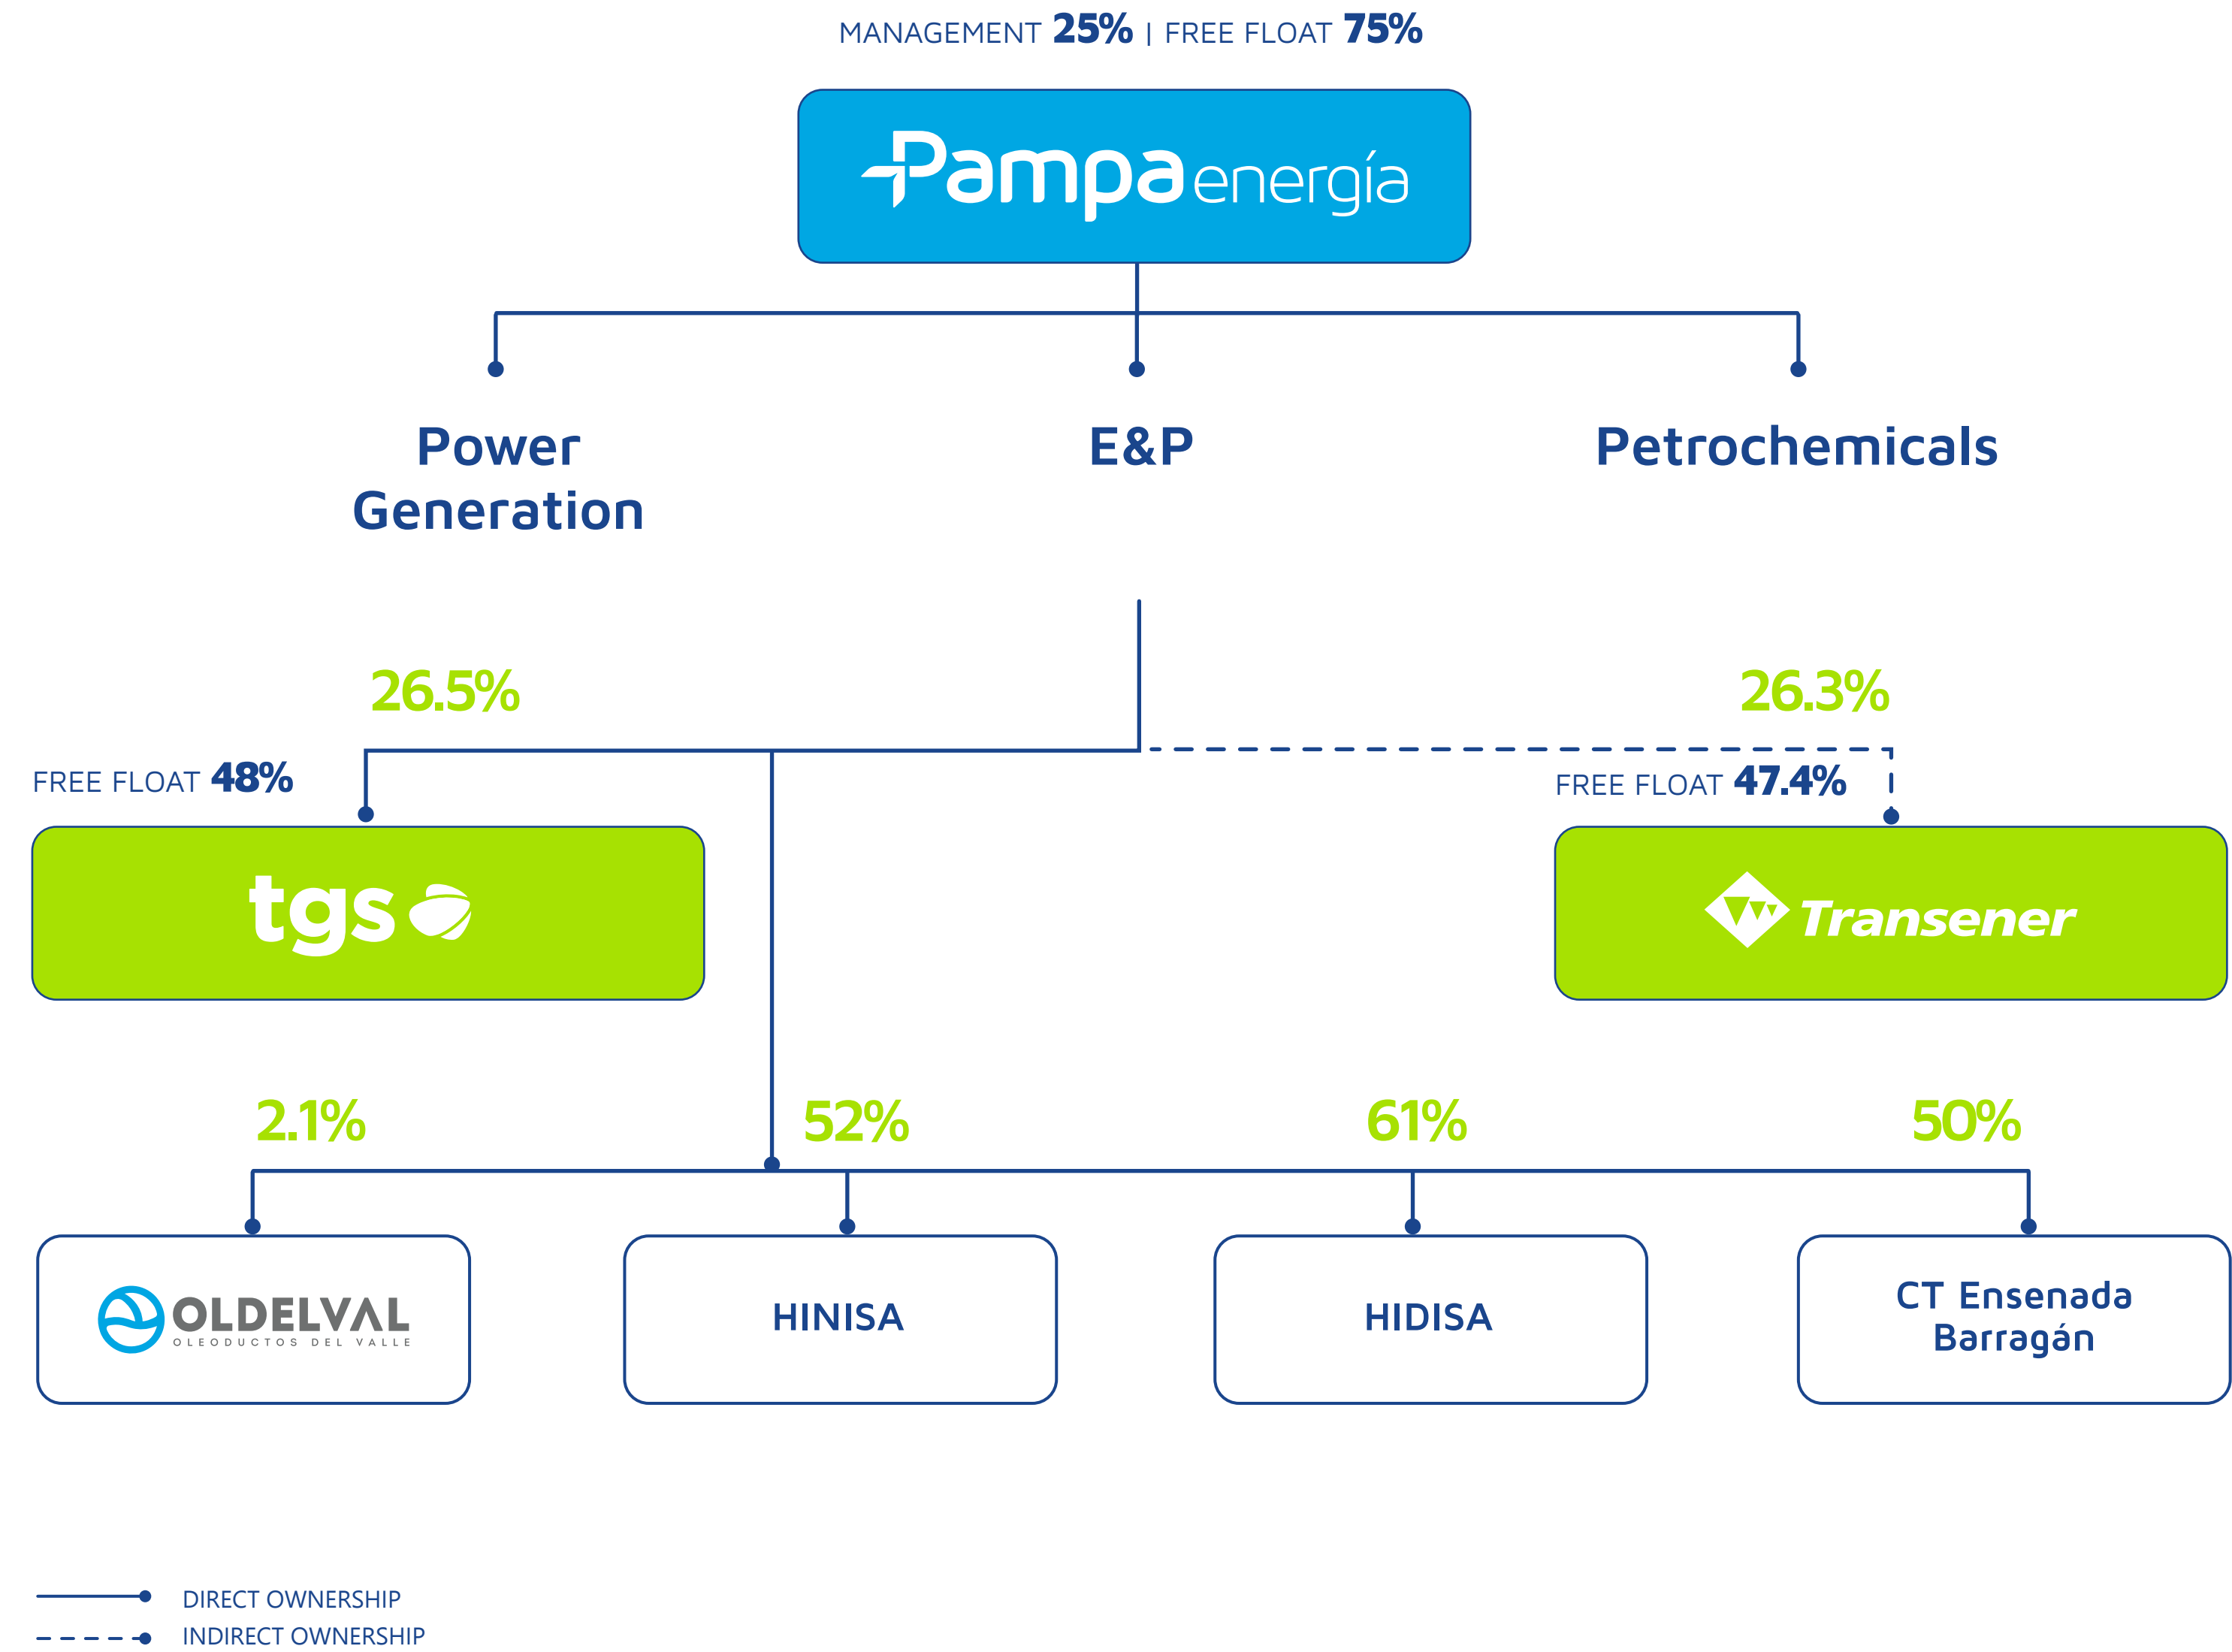 MANAGEMENT 25% | FREE FLOAT 75%
Pampa energía
Power
Generation
E&P
Petrochemicals
26.5%
26.3%
FREE FLOAT 48%
FREE FLOAT 47.4%
tgs
Transener
2.1%
52%
61%
50%
OLDELVAL
OLEODUCTOS DEL VALLE
HINISA
HIDISA
CT Ensenada
Barragán
DIRECT OWNERSHIP
INDIRECT OWNERSHIP